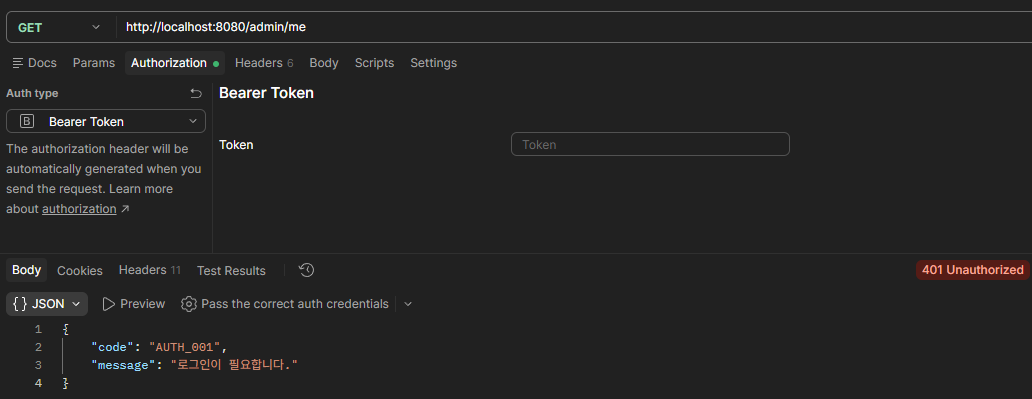 GET http://localhost:8080/admin/me
Docs Params Authorization Headers 6 Body Scripts Settings
Auth type
B Bearer Token
The authorization header will be
automatically generated when you
send the request. Learn more
about authorization ↗
Bearer Token
Token Token
Body Cookies Headers 11 Test Results 401 Unauthorized
{} JSON Preview Pass the correct auth credentials
1 {
2 "code": "AUTH_001",
3 "message": "로그인이 필요합니다."
4 }